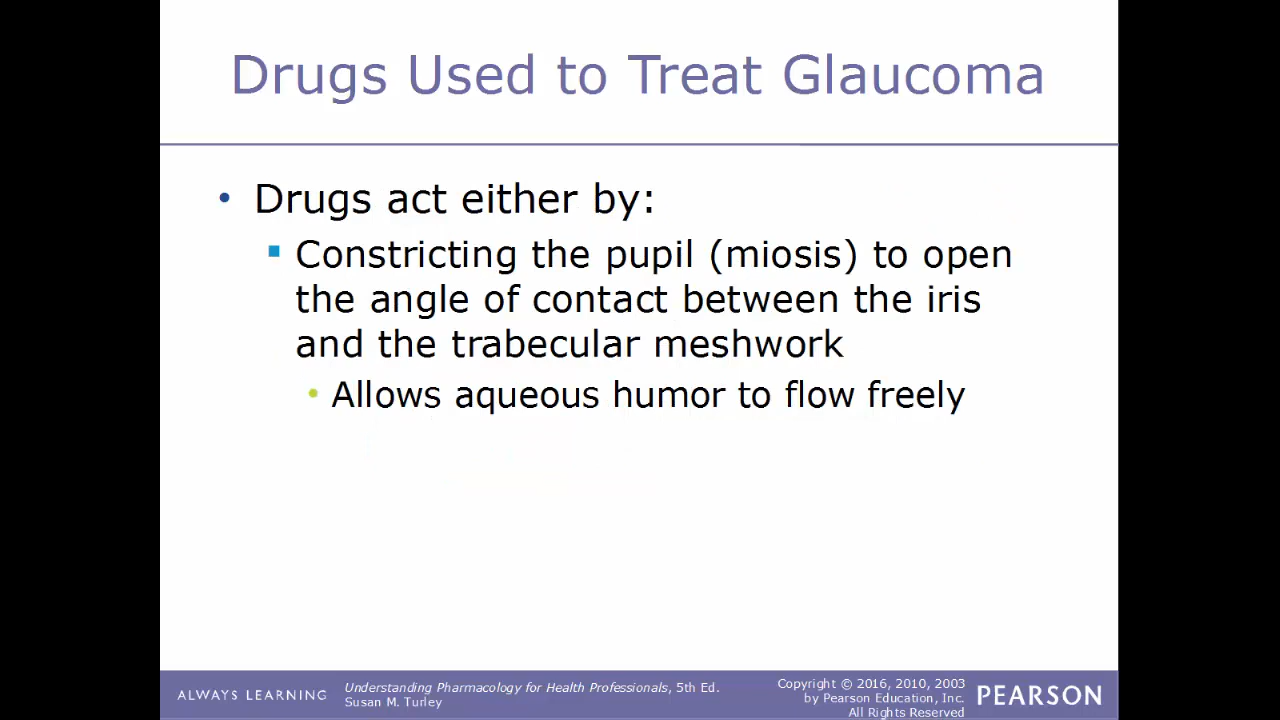 Drugs Used to Treat Glaucoma
• Drugs act either by:
▪ Constricting the pupil (miosis) to open
the angle of contact between the iris
and the trabecular meshwork
• Allows aqueous humor to flow freely
ALWAYS LEARNING
Understanding Pharmacology for Health Professionals, 5th Ed.
Susan M. Turley
Copyright © 2016, 2010, 2003
by Pearson Education, Inc.
All Rights Reserved
PEARSON